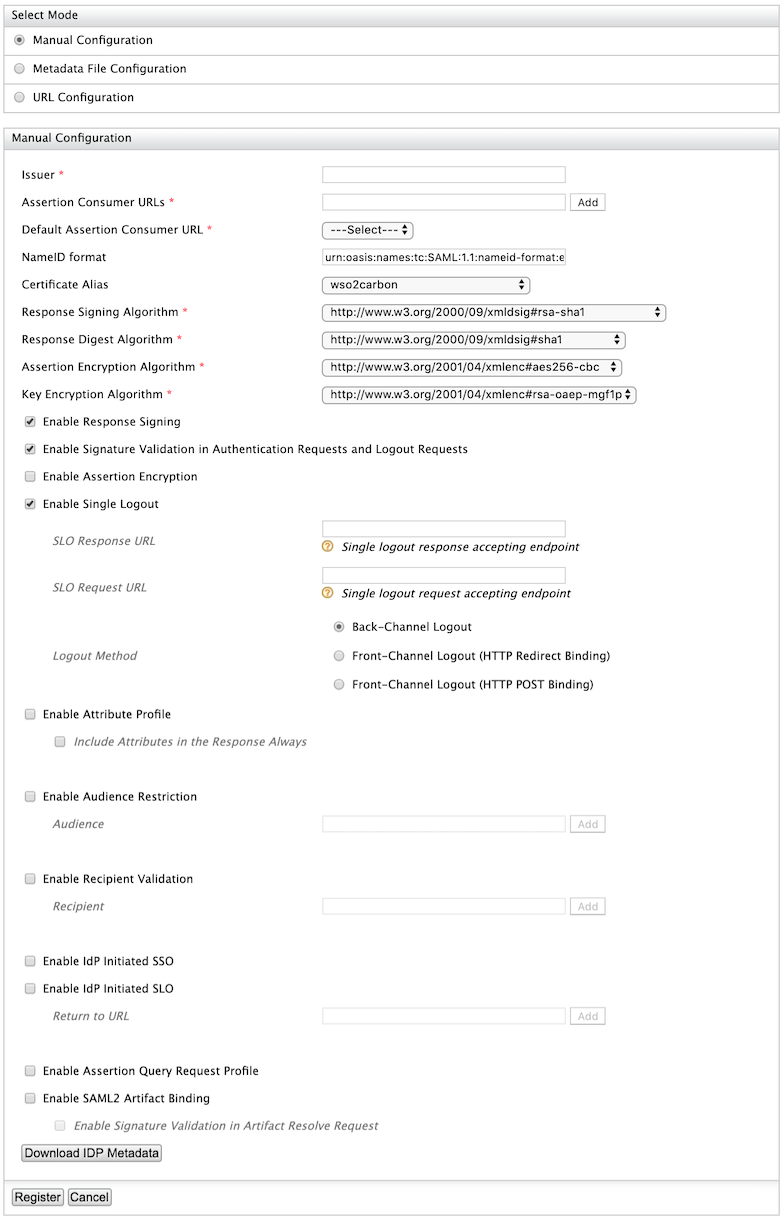 Select Mode
Manual Configuration
Metadata File Configuration
URL Configuration
Manual Configuration
Issuer *
Assertion Consumer URLs * Add
Default Assertion Consumer URL * ---Select---
NameID format urn:oasis:names:tc:SAML:1.1:nameid-format:e
Certificate Alias wso2carbon
Response Signing Algorithm * http://www.w3.org/2000/09/xmldsig#rsa-sha1
Response Digest Algorithm * http://www.w3.org/2000/09/xmldsig#sha1
Assertion Encryption Algorithm * http://www.w3.org/2001/04/xmlenc#aes256-cbc
Key Encryption Algorithm * http://www.w3.org/2001/04/xmlenc#rsa-oaep-mgf1p
Enable Response Signing
Enable Signature Validation in Authentication Requests and Logout Requests
Enable Assertion Encryption
Enable Single Logout
SLO Response URL
? Single logout response accepting endpoint
SLO Request URL
? Single logout request accepting endpoint
Back-Channel Logout
Logout Method Front-Channel Logout (HTTP Redirect Binding)
Front-Channel Logout (HTTP POST Binding)
Enable Attribute Profile
Include Attributes in the Response Always
Enable Audience Restriction
Audience Add
Enable Recipient Validation
Recipient Add
Enable IdP Initiated SSO
Enable IdP Initiated SLO
Return to URL Add
Enable Assertion Query Request Profile
Enable SAML2 Artifact Binding
Enable Signature Validation in Artifact Resolve Request
Download IDP Metadata
Register Cancel